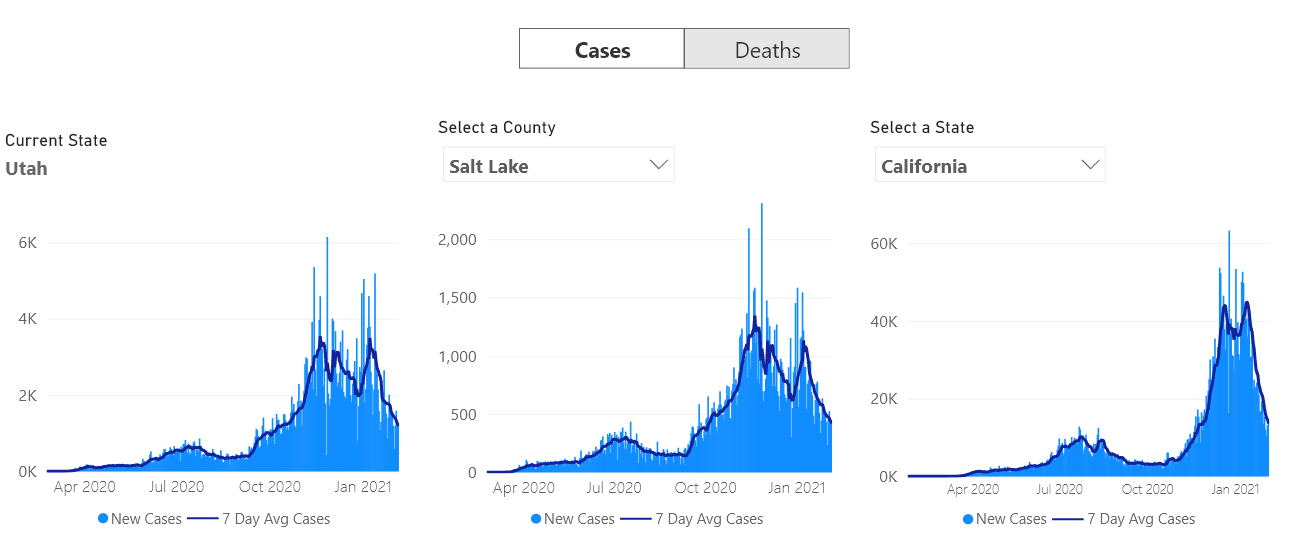 Cases Deaths
Current State
Utah
6K
4K
2K
0K
Apr 2020 Jul 2020 Oct 2020 Jan 2021
New Cases 7 Day Avg Cases
Select a County
Salt Lake
2,000
1,500
1,000
500
0
Apr 2020 Jul 2020 Oct 2020 Jan 2021
New Cases 7 Day Avg Cases
Select a State
California
60K
40K
20K
0K
Apr 2020 Jul 2020 Oct 2020 Jan 2021
New Cases 7 Day Avg Cases